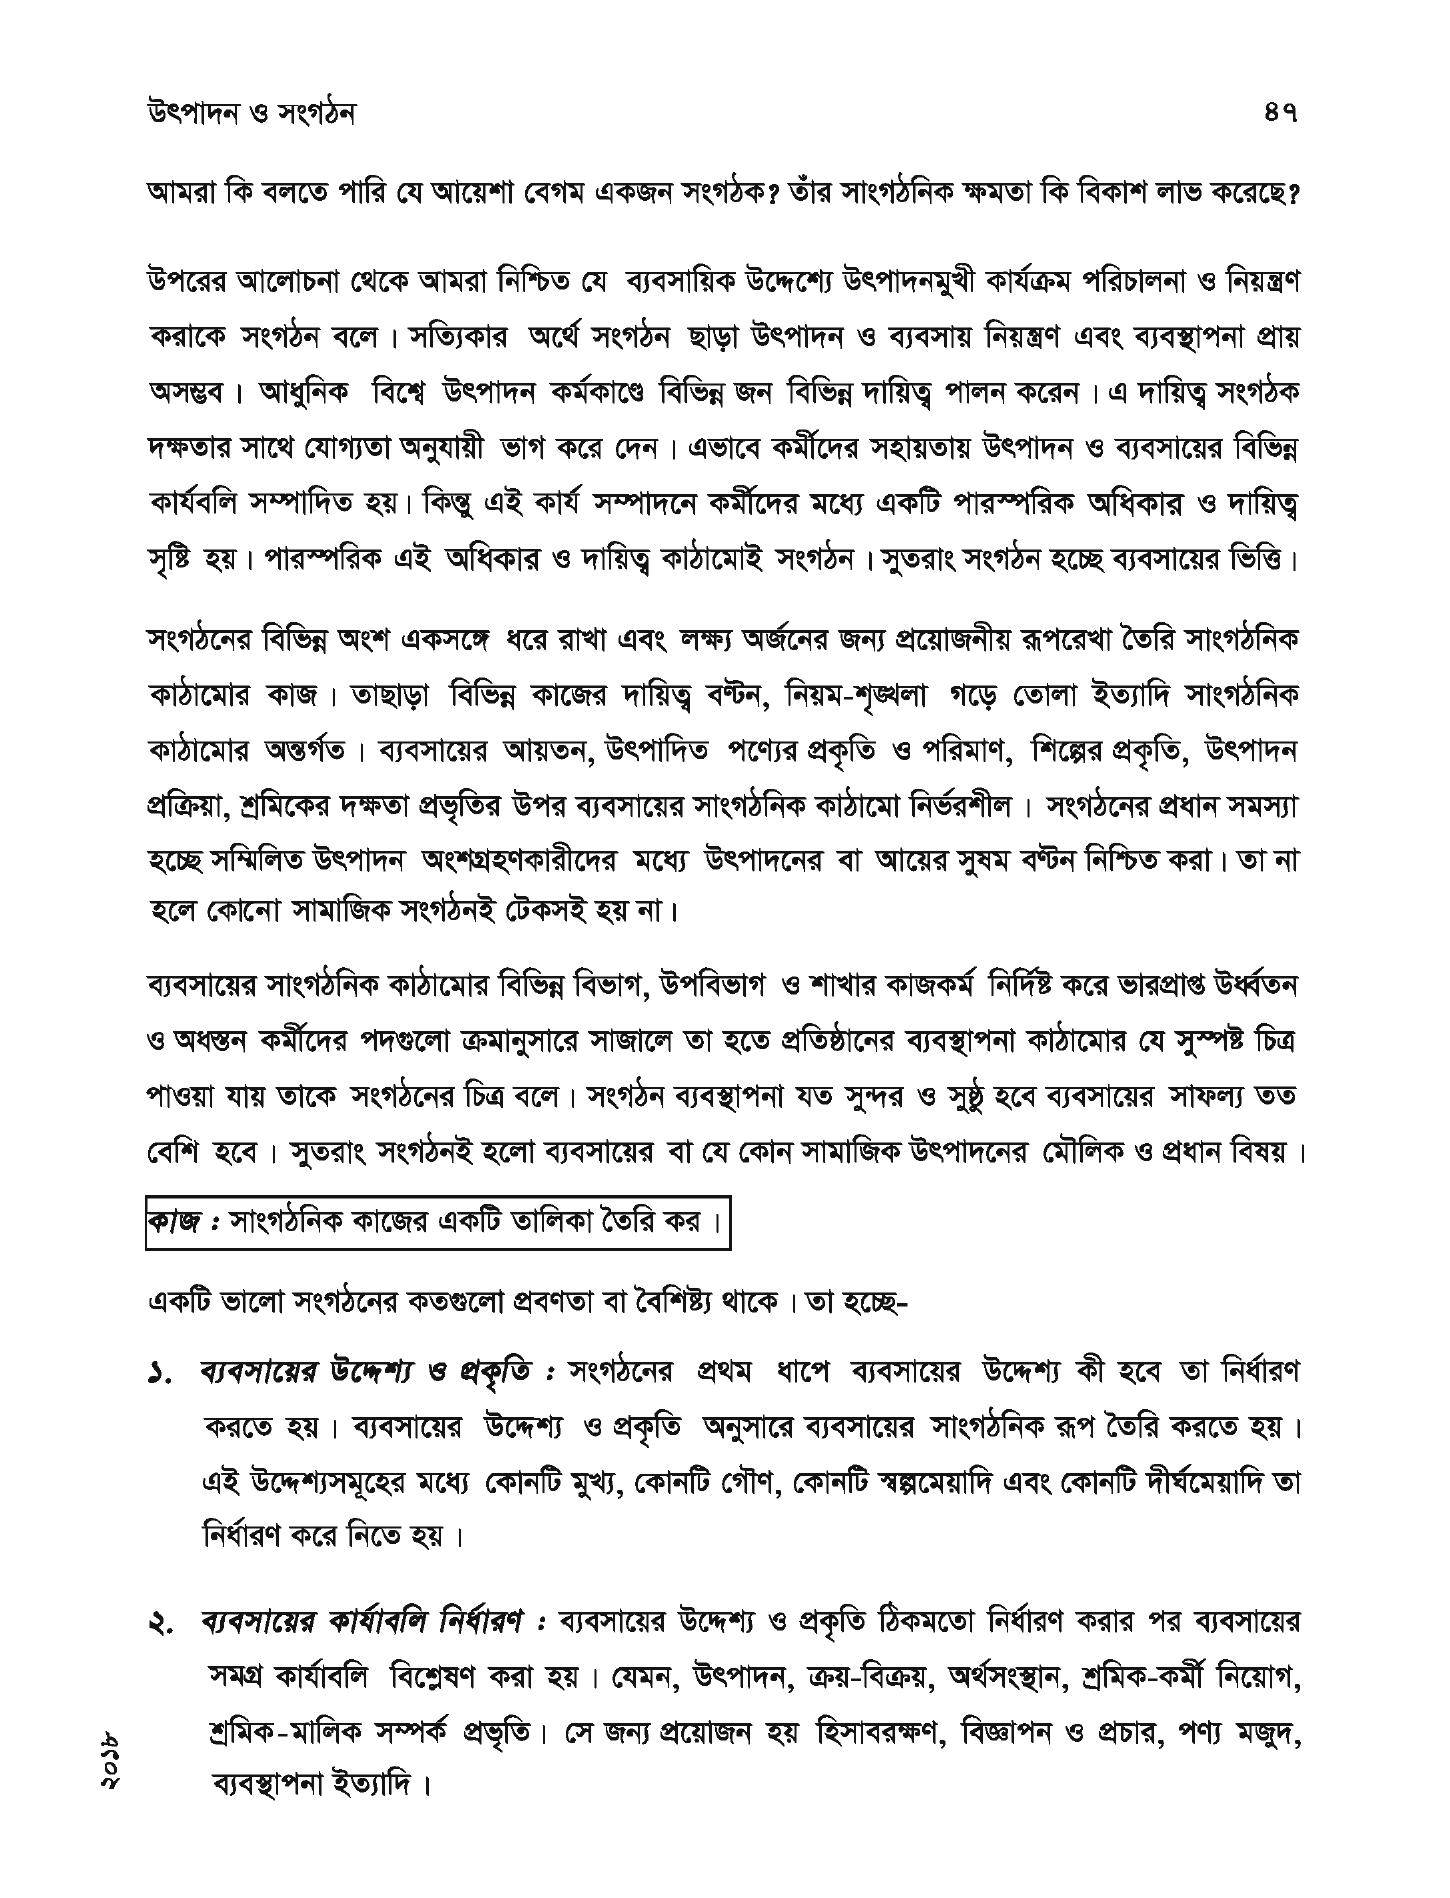 উৎপাদন ও সংগঠন
৪৭
আমরা কি বলতে পারি যে আয়েশা বেগম একজন সংগঠক? তাঁর সাংগঠনিক ক্ষমতা কি বিকাশ লাভ করেছে?
উপরের আলোচনা থেকে আমরা নিশ্চিত যে ব্যবসায়িক উদ্দেশ্যে উৎপাদনমুখী কার্যক্রম পরিচালনা ও নিয়ন্ত্রণ
করাকে সংগঠন বলে। সত্যিকার অর্থে সংগঠন ছাড়া উৎপাদন ও ব্যবসায় নিয়ন্ত্রণ এবং ব্যবস্থাপনা প্রায়
অসম্ভব। আধুনিক বিশ্বে উৎপাদন কর্মকাণ্ডে বিভিন্ন জন বিভিন্ন দায়িত্ব পালন করেন। এ দায়িত্ব সংগঠক
দক্ষতার সাথে যোগ্যতা অনুযায়ী ভাগ করে দেন। এভাবে কর্মীদের সহায়তায় উৎপাদন ও ব্যবসায়ের বিভিন্ন
কার্যবলি সম্পাদিত হয়। কিন্তু এই কার্য সম্পাদনে কর্মীদের মধ্যে একটি পারস্পরিক অধিকার ও দায়িত্ব
সৃষ্টি হয়। পারস্পরিক এই অধিকার ও দায়িত্ব কাঠামোই সংগঠন। সুতরাং সংগঠন হচ্ছে ব্যবসায়ের ভিত্তি।
সংগঠনের বিভিন্ন অংশ একসঙ্গে ধরে রাখা এবং লক্ষ্য অর্জনের জন্য প্রয়োজনীয় রূপরেখা তৈরি সাংগঠনিক
কাঠামোর কাজ। তাছাড়া বিভিন্ন কাজের দায়িত্ব বণ্টন, নিয়ম-শৃঙ্খলা গড়ে তোলা ইত্যাদি সাংগঠনিক
কাঠামোর অন্তর্গত। ব্যবসায়ের আয়তন, উৎপাদিত পণ্যের প্রকৃতি ও পরিমাণ, শিল্পের প্রকৃতি, উৎপাদন
প্রক্রিয়া, শ্রমিকের দক্ষতা প্রভৃতির উপর ব্যবসায়ের সাংগঠনিক কাঠামো নির্ভরশীল। সংগঠনের প্রধান সমস্যা
হচ্ছে সম্মিলিত উৎপাদন অংশগ্রহণকারীদের মধ্যে উৎপাদনের বা আয়ের সুষম বণ্টন নিশ্চিত করা। তা না
হলে কোনো সামাজিক সংগঠনই টেকসই হয় না।
ব্যবসায়ের সাংগঠনিক কাঠামোর বিভিন্ন বিভাগ, উপবিভাগ ও শাখার কাজকর্ম নির্দিষ্ট করে ভারপ্রাপ্ত উর্ধ্বতন
ও অধস্তন কর্মীদের পদগুলো ক্রমানুসারে সাজালে তা হতে প্রতিষ্ঠানের ব্যবস্থাপনা কাঠামোর যে সুস্পষ্ট চিত্র
পাওয়া যায় তাকে সংগঠনের চিত্র বলে। সংগঠন ব্যবস্থাপনা যত সুন্দর ও সুষ্ঠু হবে ব্যবসায়ের সাফল্য তত
বেশি হবে। সুতরাং সংগঠনই হলো ব্যবসায়ের বা যে কোন সামাজিক উৎপাদনের মৌলিক ও প্রধান বিষয়।
কাজ : সাংগঠনিক কাজের একটি তালিকা তৈরি কর।
একটি ভালো সংগঠনের কতগুলো প্রবণতা বা বৈশিষ্ট্য থাকে। তা হচ্ছে-
১. ব্যবসায়ের উদ্দেশ্য ও প্রকৃতি : সংগঠনের প্রথম ধাপে ব্যবসায়ের উদ্দেশ্য কী হবে তা নির্ধারণ
করতে হয়। ব্যবসায়ের উদ্দেশ্য ও প্রকৃতি অনুসারে ব্যবসায়ের সাংগঠনিক রূপ তৈরি করতে হয়।
এই উদ্দেশ্যসমূহের মধ্যে কোনটি মুখ্য, কোনটি গৌণ, কোনটি স্বল্পমেয়াদি এবং কোনটি দীর্ঘমেয়াদি তা
নির্ধারণ করে নিতে হয়।
২. ব্যবসায়ের কার্যাবলি নির্ধারণ : ব্যবসায়ের উদ্দেশ্য ও প্রকৃতি ঠিকমতো নির্ধারণ করার পর ব্যবসায়ের
সমগ্র কার্যাবলি বিশ্লেষণ করা হয়। যেমন, উৎপাদন, ক্রয়-বিক্রয়, অর্থসংস্থান, শ্রমিক-কর্মী নিয়োগ,
শ্রমিক-মালিক সম্পর্ক প্রভৃতি। সে জন্য প্রয়োজন হয় হিসাবরক্ষণ, বিজ্ঞাপন ও প্রচার, পণ্য মজুদ,
ব্যবস্থাপনা ইত্যাদি।
২০১৮